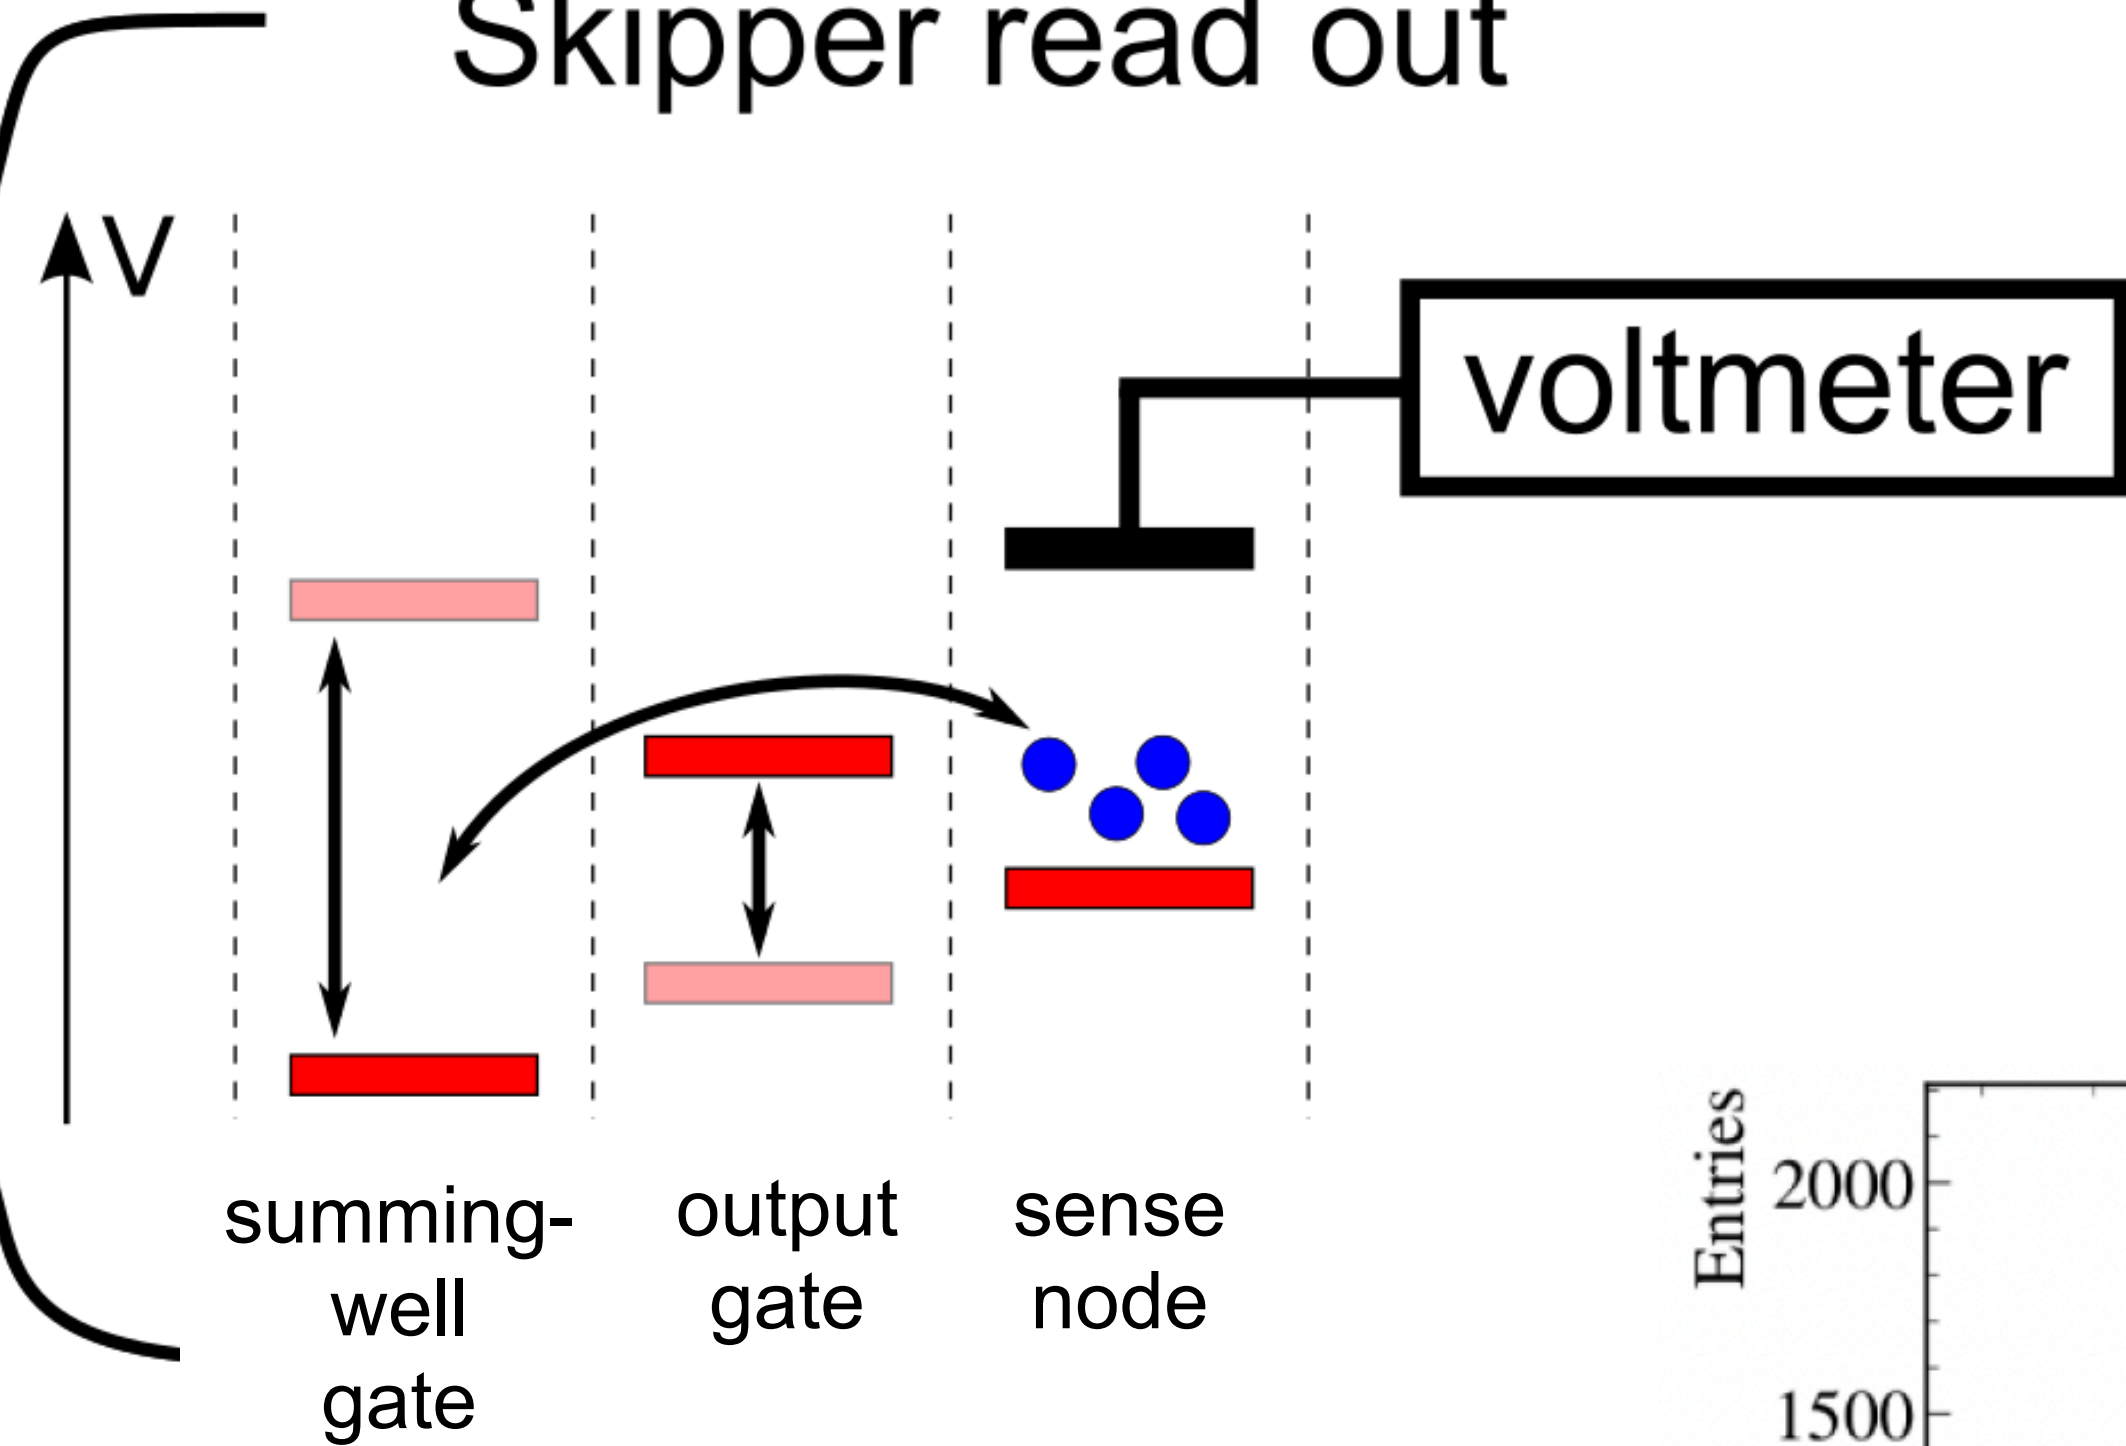 Skipper read out
V
voltmeter
summing-
well
gate
output
gate
sense
node
Entries
2000
1500